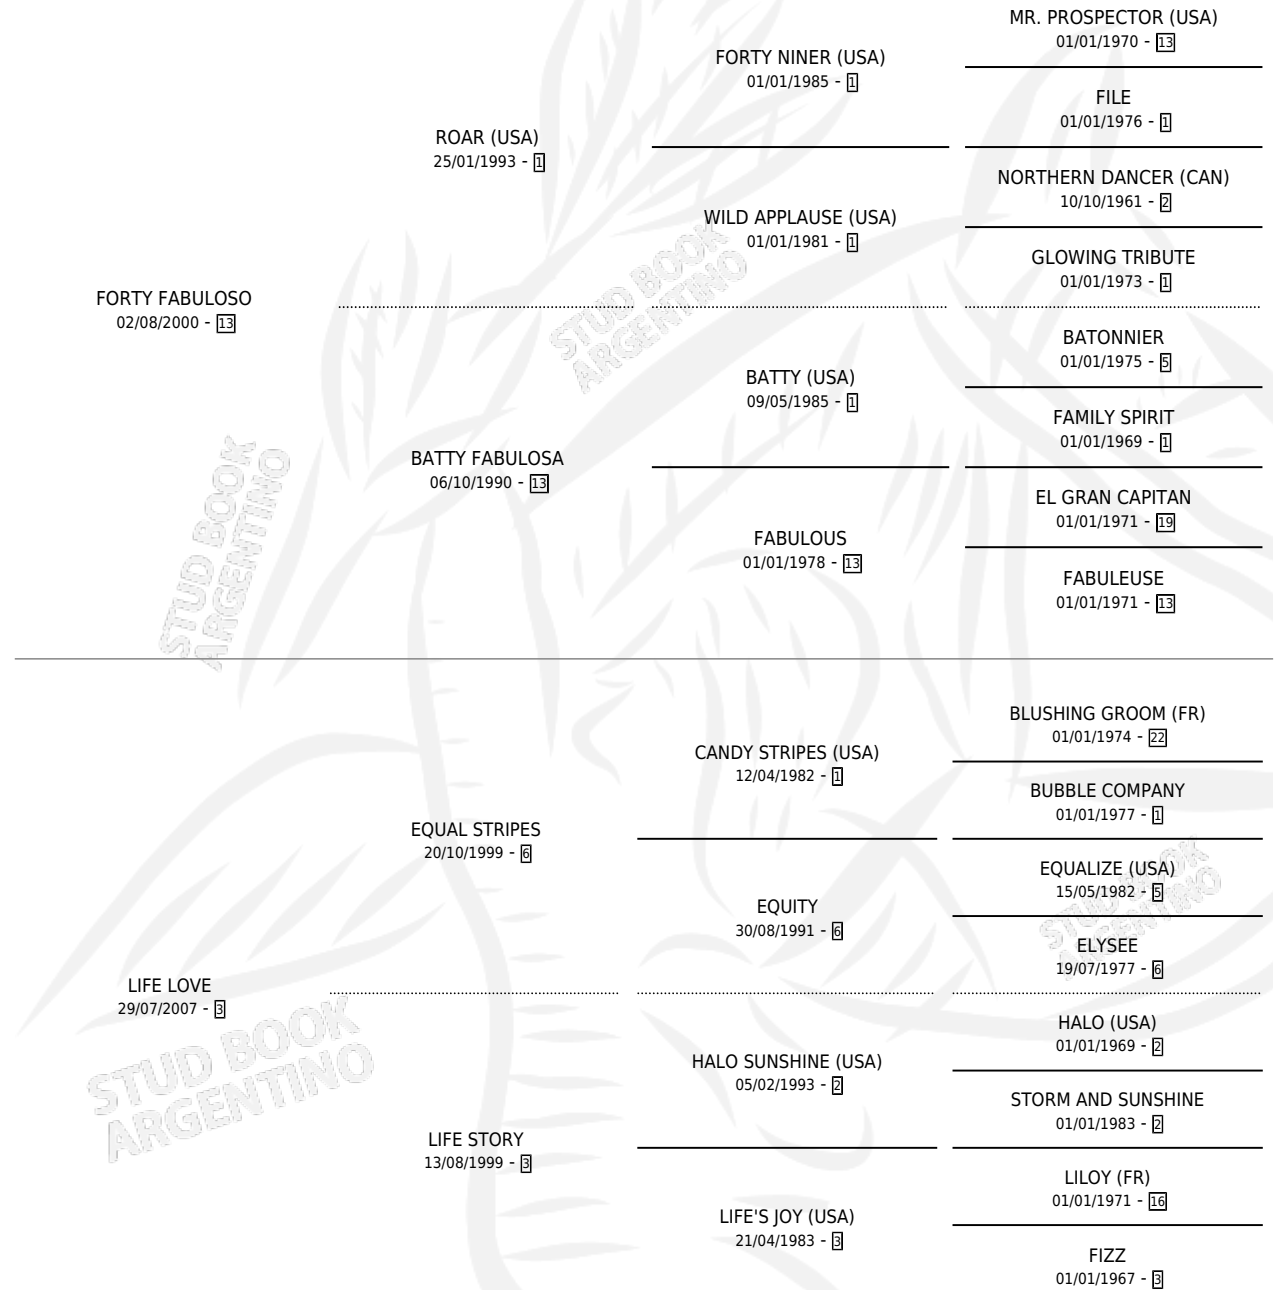 MR. PROSPECTOR (USA)
01/01/1970 - 13
FORTY NINER (USA)
01/01/1985 - 1
FILE
01/01/1976 - 1
ROAR (USA)
25/01/1993 - 1
NORTHERN DANCER (CAN)
10/10/1961 - 2
WILD APPLAUSE (USA)
01/01/1981 - 1
GLOWING TRIBUTE
01/01/1973 - 1
FORTY FABULOSO
02/08/2000 - 13
BATONNIER
01/01/1975 - 5
BATTY (USA)
09/05/1985 - 1
FAMILY SPIRIT
01/01/1969 - 1
BATTY FABULOSA
06/10/1990 - 13
EL GRAN CAPITAN
01/01/1971 - 19
FABULOUS
01/01/1978 - 13
FABULEUSE
01/01/1971 - 13
BLUSHING GROOM (FR)
01/01/1974 - 22
CANDY STRIPES (USA)
12/04/1982 - 1
BUBBLE COMPANY
01/01/1977 - 1
EQUAL STRIPES
20/10/1999 - 6
EQUALIZE (USA)
15/05/1982 - 5
EQUITY
30/08/1991 - 6
ELYSEE
19/07/1977 - 6
LIFE LOVE
29/07/2007 - 3
HALO (USA)
01/01/1969 - 2
HALO SUNSHINE (USA)
05/02/1993 - 2
STORM AND SUNSHINE
01/01/1983 - 2
LIFE STORY
13/08/1999 - 3
LILOY (FR)
01/01/1971 - 16
LIFE'S JOY (USA)
21/04/1983 - 3
FIZZ
01/01/1967 - 3
STUD BOOK
ARGENTINO
STUD BOOK
ARGENTINO
STUD BOOK
ARGENTINO
STUD BOOK
ARGENTINO